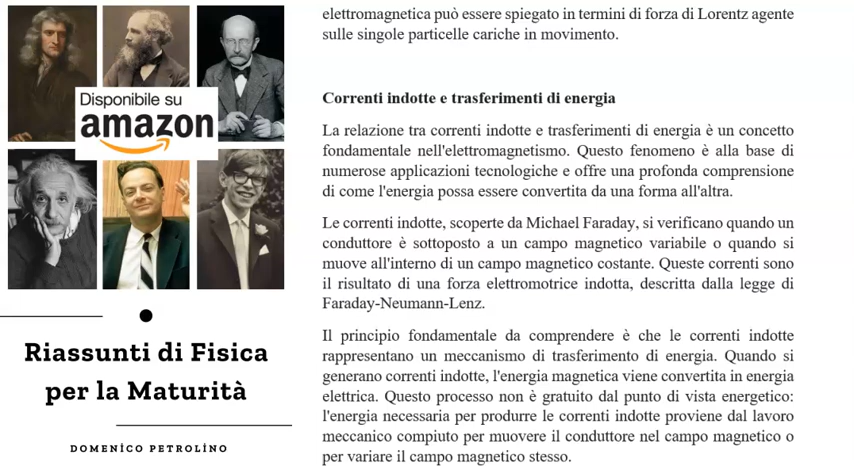 Disponibile su
amazon
Riassunti di Fisica
per la Maturità
DOMENICO PETROLINO
elettromagnetica può essere spiegato in termini di forza di Lorentz agente
sulle singole particelle cariche in movimento.
Correnti indotte e trasferimenti di energia
La relazione tra correnti indotte e trasferimenti di energia è un concetto
fondamentale nell'elettromagnetismo. Questo fenomeno è alla base di
numerose applicazioni tecnologiche e offre una profonda comprensione
di come l'energia possa essere convertita da una forma all'altra.
Le correnti indotte, scoperte da Michael Faraday, si verificano quando un
conduttore è sottoposto a un campo magnetico variabile o quando si
muove all'interno di un campo magnetico costante. Queste correnti sono
il risultato di una forza elettromotrice indotta, descritta dalla legge di
Faraday-Neumann-Lenz.
Il principio fondamentale da comprendere è che le correnti indotte
rappresentano un meccanismo di trasferimento di energia. Quando si
generano correnti indotte, l'energia magnetica viene convertita in energia
elettrica. Questo processo non è gratuito dal punto di vista energetico:
l'energia necessaria per produrre le correnti indotte proviene dal lavoro
meccanico compiuto per muovere il conduttore nel campo magnetico o
per variare il campo magnetico stesso.